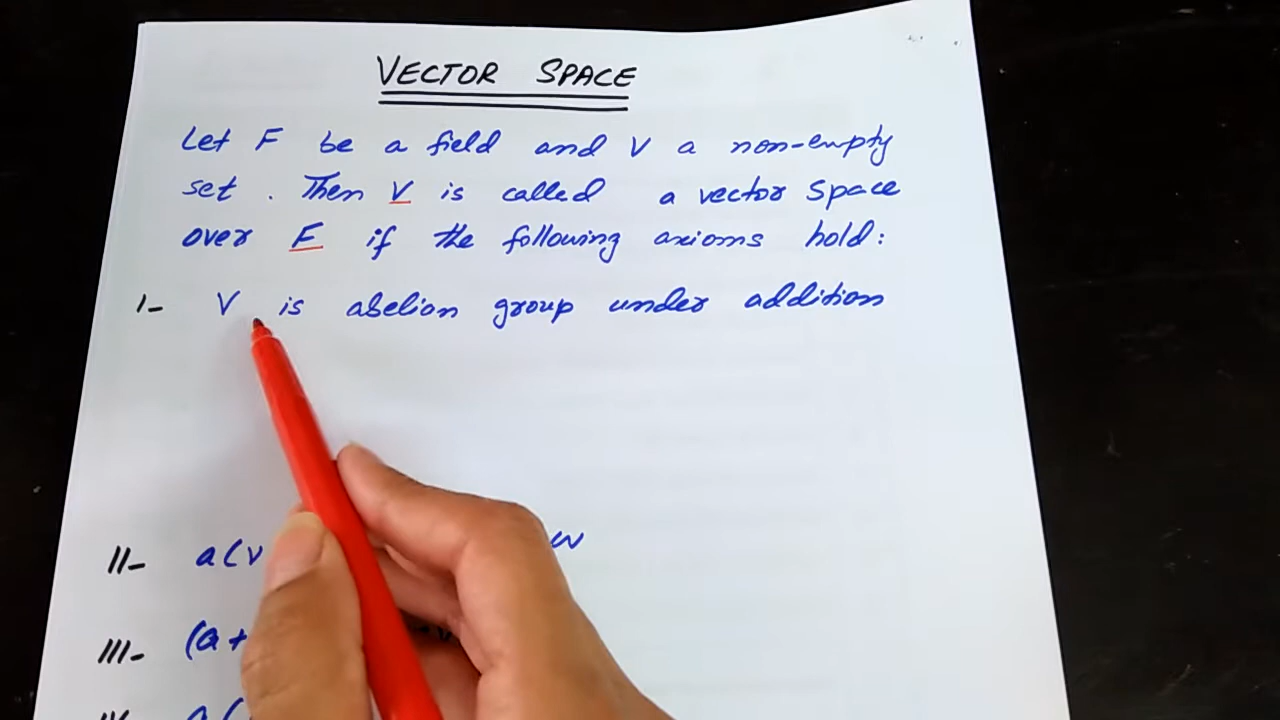 VECTOR SPACE
Let F be a field and V a non-empty
set. Then V is called a vector space
over F if the following axioms hold:
I- V is abelian group under addition
II- a(v w
III- (a+
IV- a(